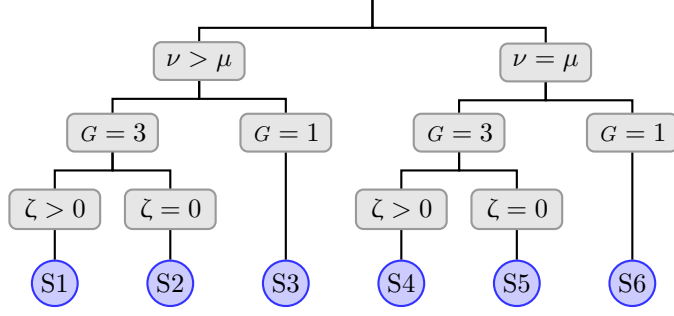 ν > μ ν = μ
G = 3 G = 1 G = 3 G = 1
ζ > 0 ζ = 0 ζ > 0 ζ = 0
S1 S2 S3 S4 S5 S6